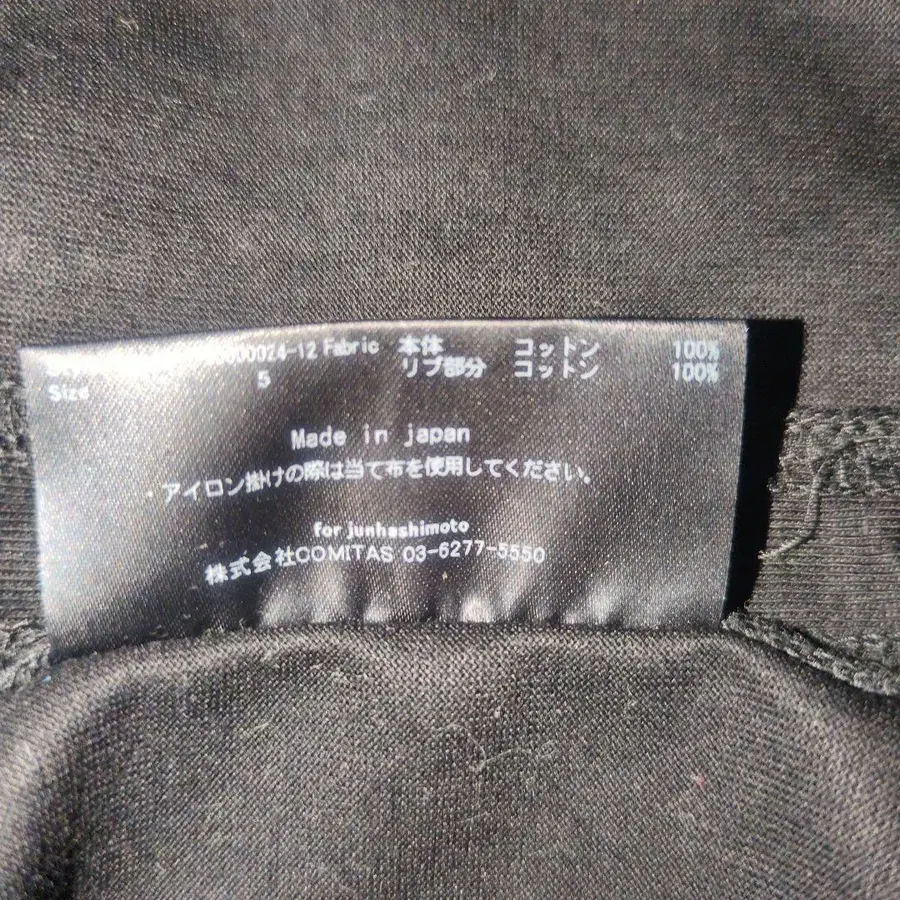 Fabric 本体 コットン 100%
Size 5 リブ部分 コットン 100%
Made in japan
・アイロン掛けの際は当て布を使用してください。
for junhashimoto
株式会社COMITAS 03-6277-5550